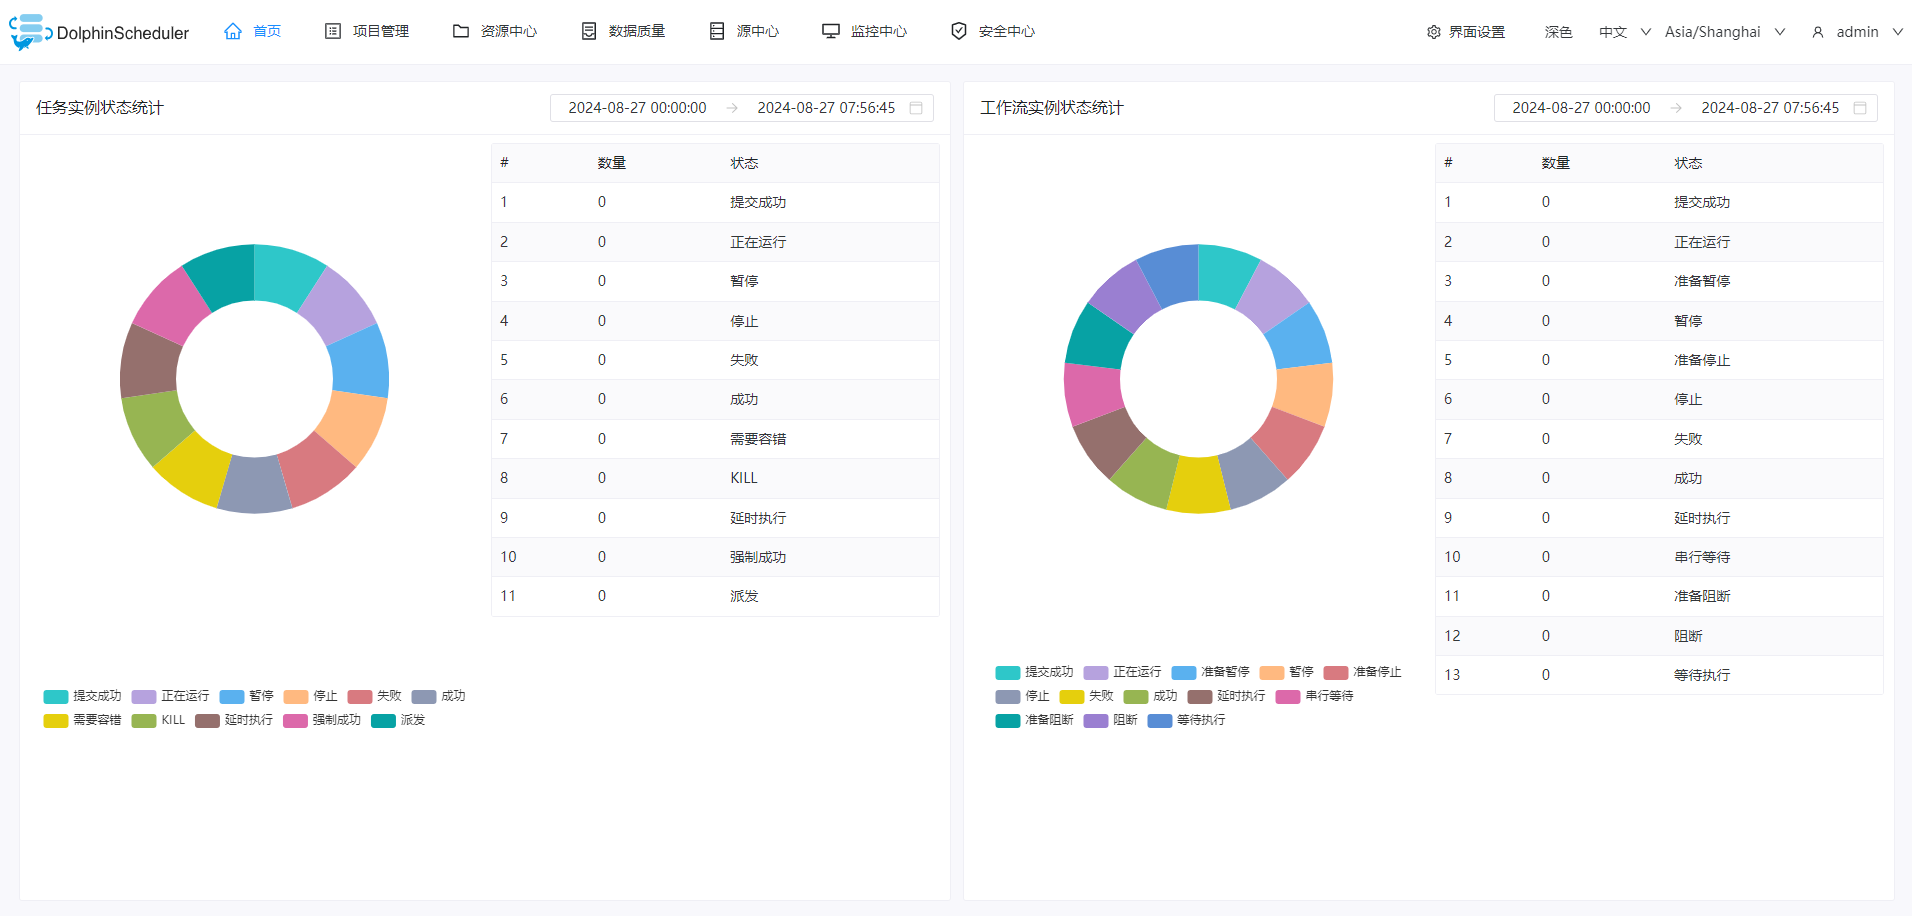 DolphinScheduler 首页 项目管理 资源中心 数据质量 源中心 监控中心 安全中心 界面设置 深色 中文 Asia/Shanghai admin
任务实例状态统计 2024-08-27 00:00:00 → 2024-08-27 07:56:45
# 数量 状态
1 0 提交成功
2 0 正在运行
3 0 暂停
4 0 停止
5 0 失败
6 0 成功
7 0 需要容错
8 0 KILL
9 0 延时执行
10 0 强制成功
11 0 派发
提交成功 正在运行 暂停 停止 失败 成功
需要容错 KILL 延时执行 强制成功 派发
工作流实例状态统计 2024-08-27 00:00:00 → 2024-08-27 07:56:45
# 数量 状态
1 0 提交成功
2 0 正在运行
3 0 准备暂停
4 0 暂停
5 0 准备停止
6 0 停止
7 0 失败
8 0 成功
9 0 延时执行
10 0 串行等待
11 0 准备阻断
12 0 阻断
13 0 等待执行
提交成功 正在运行 准备暂停 暂停 准备停止
停止 失败 成功 延时执行 串行等待
准备阻断 阻断 等待执行